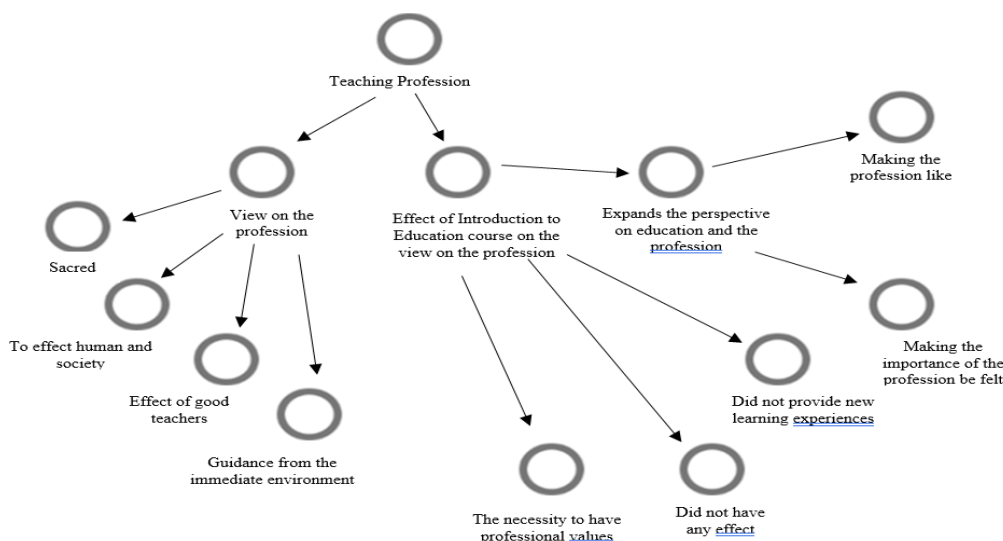 Teaching Profession
Making the
profession like
View on the
profession
Effect of Introduction to
Education course on the
view on the profession
Expands the perspective
on education and the
profession
Sacred
To effect human and
society
Effect of good
teachers
Guidance from the
immediate environment
Making the
importance of the
profession be felt
Did not provide new
learning experiences
The necessity to have
professional values
Did not have
any effect